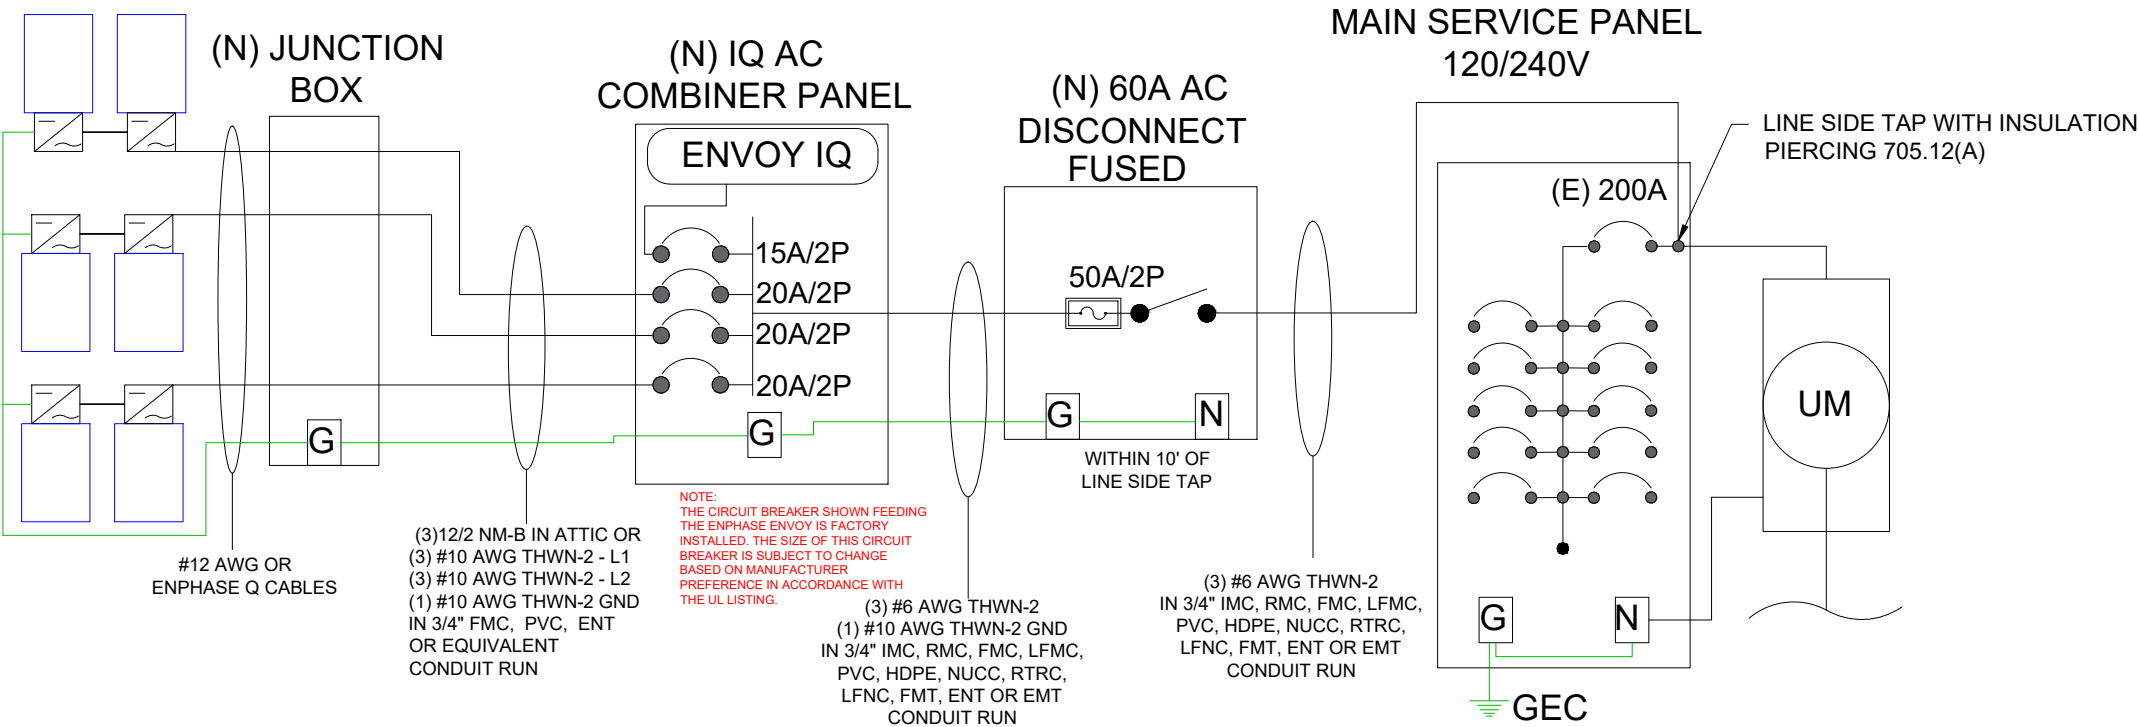 (N) JUNCTION
BOX
(N) IQ AC
COMBINER PANEL
ENVOY IQ
15A/2P
20A/2P
20A/2P
20A/2P
G
G
(N) 60A AC
DISCONNECT
FUSED
50A/2P
G
N
WITHIN 10' OF
LINE SIDE TAP
MAIN SERVICE PANEL
120/240V
(E) 200A
LINE SIDE TAP WITH INSULATION
PIERCING 705.12(A)
UM
G
N
GEC
#12 AWG OR
ENPHASE Q CABLES
(3)12/2 NM-B IN ATTIC OR
(3) #10 AWG THWN-2 - L1
(3) #10 AWG THWN-2 - L2
(1) #10 AWG THWN-2 GND
IN 3/4" FMC, PVC, ENT
OR EQUIVALENT
CONDUIT RUN
NOTE:
THE CIRCUIT BREAKER SHOWN FEEDING
THE ENPHASE ENVOY IS FACTORY
INSTALLED. THE SIZE OF THIS CIRCUIT
BREAKER IS SUBJECT TO CHANGE
BASED ON MANUFACTURER
PREFERENCE IN ACCORDANCE WITH
THE UL LISTING.
(3) #6 AWG THWN-2
(1) #10 AWG THWN-2 GND
IN 3/4" IMC, RMC, FMC, LFMC,
PVC, HDPE, NUCC, RTRC,
LFNC, FMT, ENT OR EMT
CONDUIT RUN
(3) #6 AWG THWN-2
IN 3/4" IMC, RMC, FMC, LFMC,
PVC, HDPE, NUCC, RTRC,
LFNC, FMT, ENT OR EMT
CONDUIT RUN